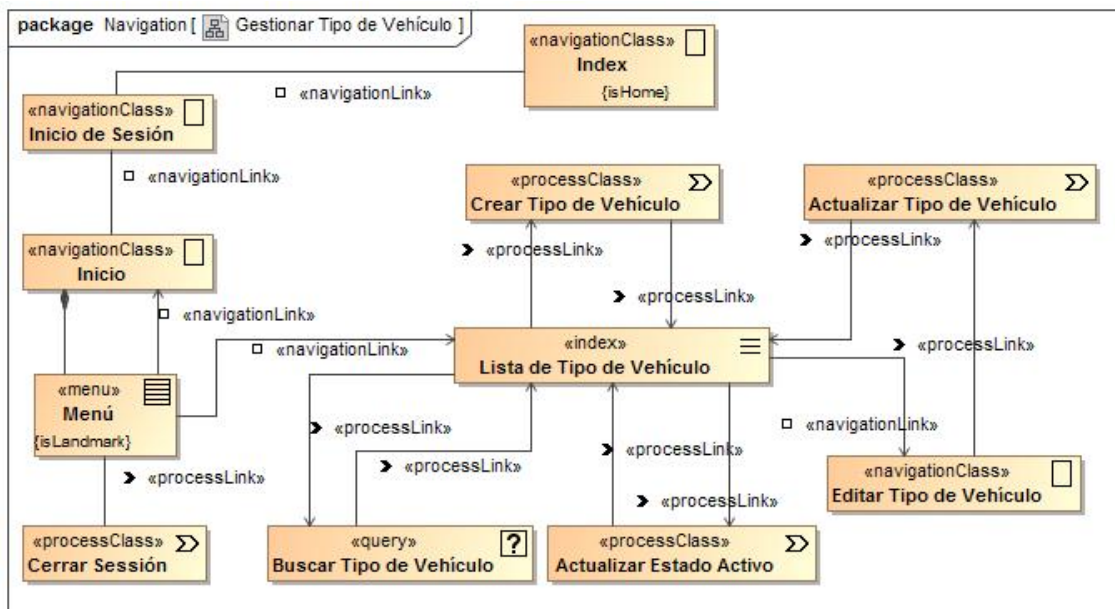 package Navigation [ Gestionar Tipo de Vehículo ]
«navigationClass»
Index
{isHome}
«navigationLink»
«navigationClass»
Inicio de Sesión
«navigationLink»
«processClass»
Crear Tipo de Vehículo
«processClass»
Actualizar Tipo de Vehículo
«processLink»
«processLink»
«navigationClass»
Inicio
«processLink»
«navigationLink»
«navigationLink»
«index»
Lista de Tipo de Vehículo
«processLink»
«menu»
Menú
{isLandmark}
«processLink»
«processLink»
«processLink»
«navigationLink»
«processLink»
«processLink»
«navigationClass»
Editar Tipo de Vehículo
«processClass»
Cerrar Sessión
«query»
?
Buscar Tipo de Vehículo
«processClass»
Actualizar Estado Activo